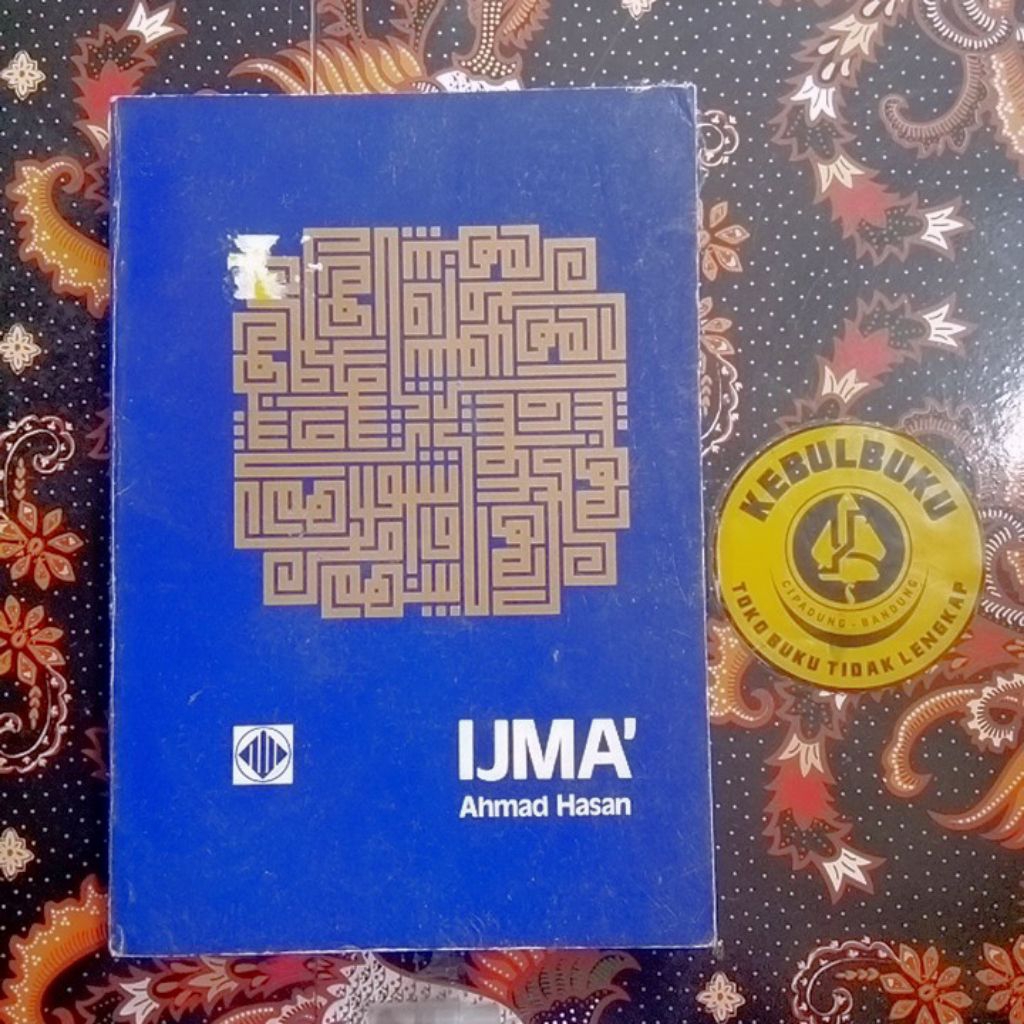 IJMA'
Ahmad Hasan
KEBULBUKU
CIPADUNG - BANDUNG
TOKO BUKU TIDAK LENGKAP